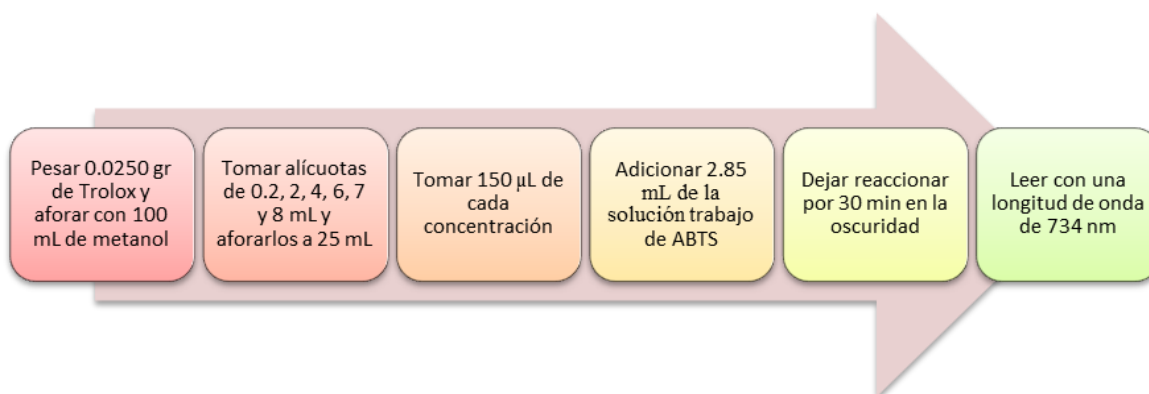 Pesar 0.0250 gr
de Trolox y
aforar con 100
mL de metanol
Tomar alícuotas
de 0.2, 2, 4, 6, 7
y 8 mL y
aforarlos a 25 mL
Tomar 150 µL de
cada
concentración
Adicionar 2.85
mL de la
solución trabajo
de ABTS
Dejar reaccionar
por 30 min en la
oscuridad
Leer con una
longitud de onda
de 734 nm